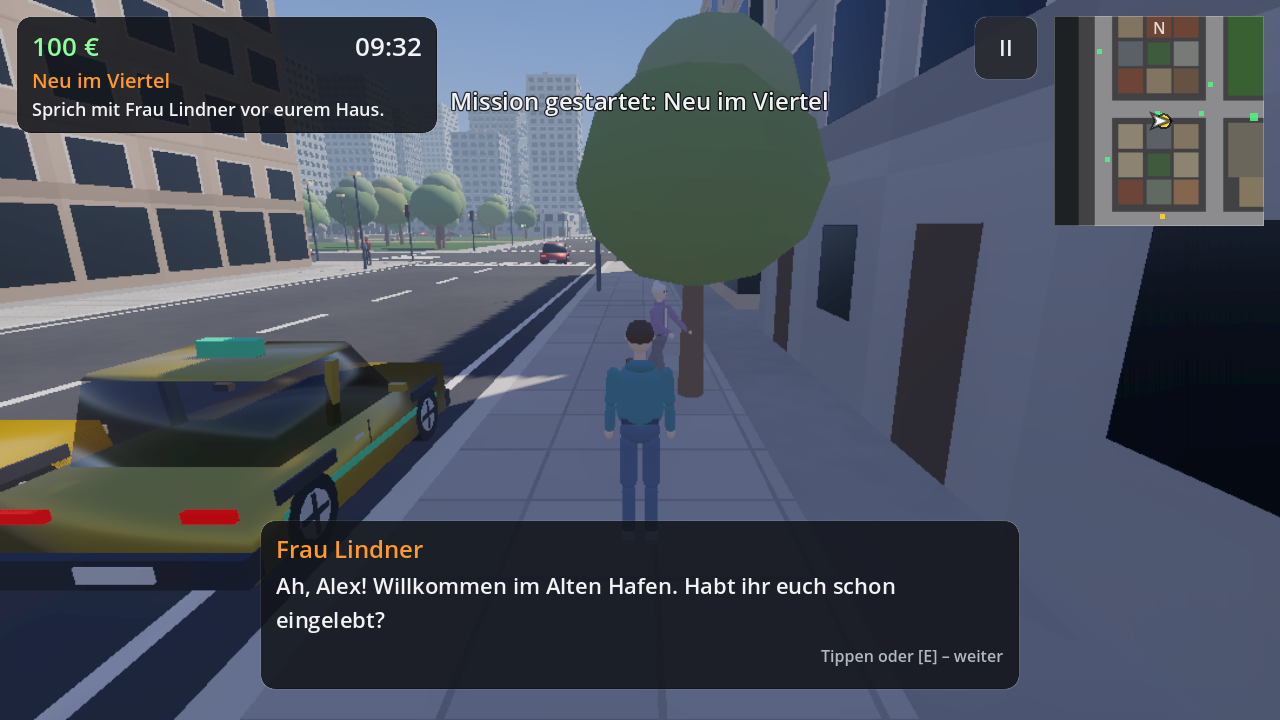 100 €
09:32
Neu im Viertel
Sprich mit Frau Lindner vor eurem Haus.
Mission gestartet: Neu im Viertel
N
Frau Lindner
Ah, Alex! Willkommen im Alten Hafen. Habt ihr euch schon
eingelebt?
Tippen oder [E] – weiter